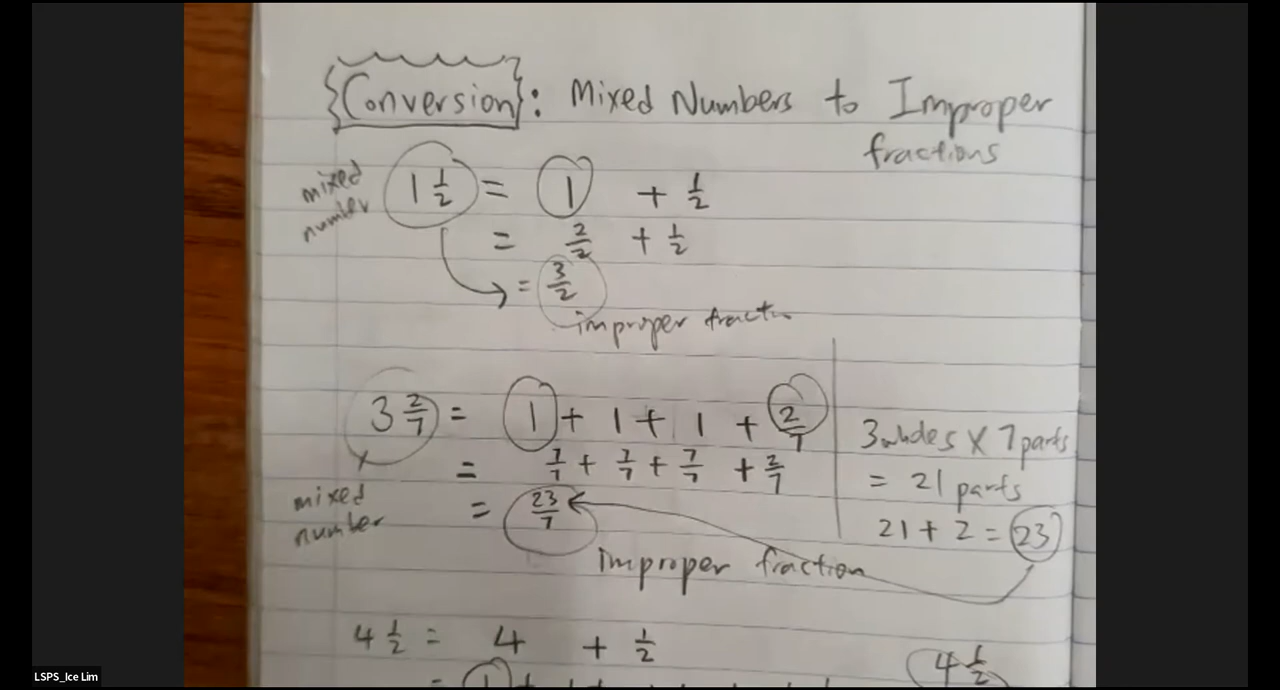 Conversion: Mixed Numbers to Improper
fractions
mixed number 1 1/2 = 1 + 1/2
= 2/2 + 1/2
= 3/2
improper
3 2/7 = 1 + 1 + 1 + 2/7
= 7/7 + 7/7 + 7/7 + 2/7
= 23/7
mixed
number
improper fraction
3 wholes X 7 parts
= 21 parts
21 + 2 = 23
4 1/2 = 4 + 1/2
4 1/2
LSPS_Ice Lim